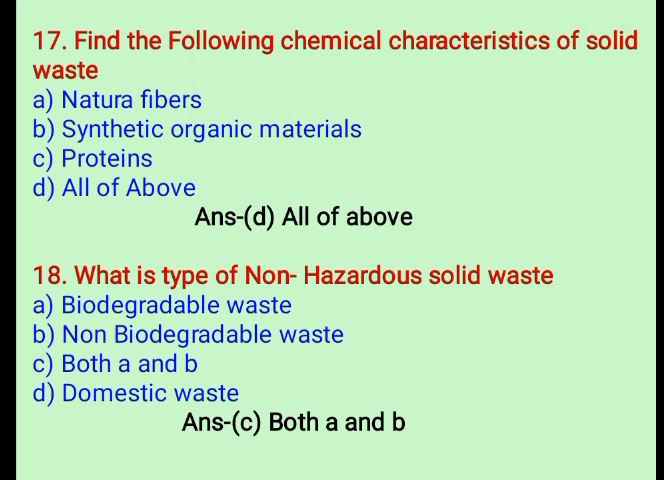 17. Find the Following chemical characteristics of solid
waste
a) Natura fibers
b) Synthetic organic materials
c) Proteins
d) All of Above
Ans-(d) All of above
18. What is type of Non- Hazardous solid waste
a) Biodegradable waste
b) Non Biodegradable waste
c) Both a and b
d) Domestic waste
Ans-(c) Both a and b